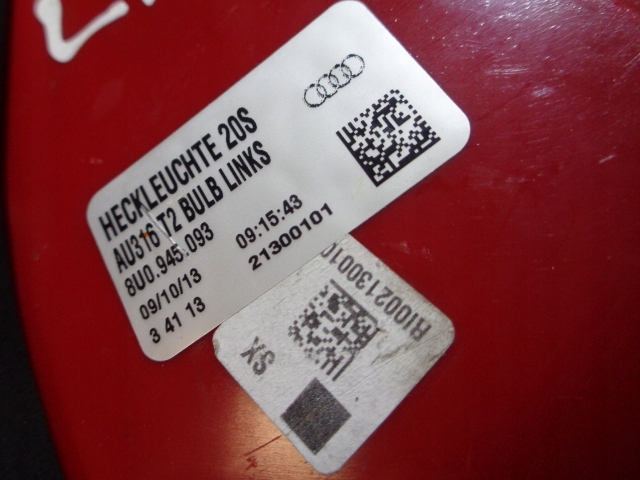 HECKLEUCHTE 20S
AU316 T2 BULB LINKS
8U0.945.093
09/10/13 09:15:43
3 41 13 21300101
SX
RI002130010